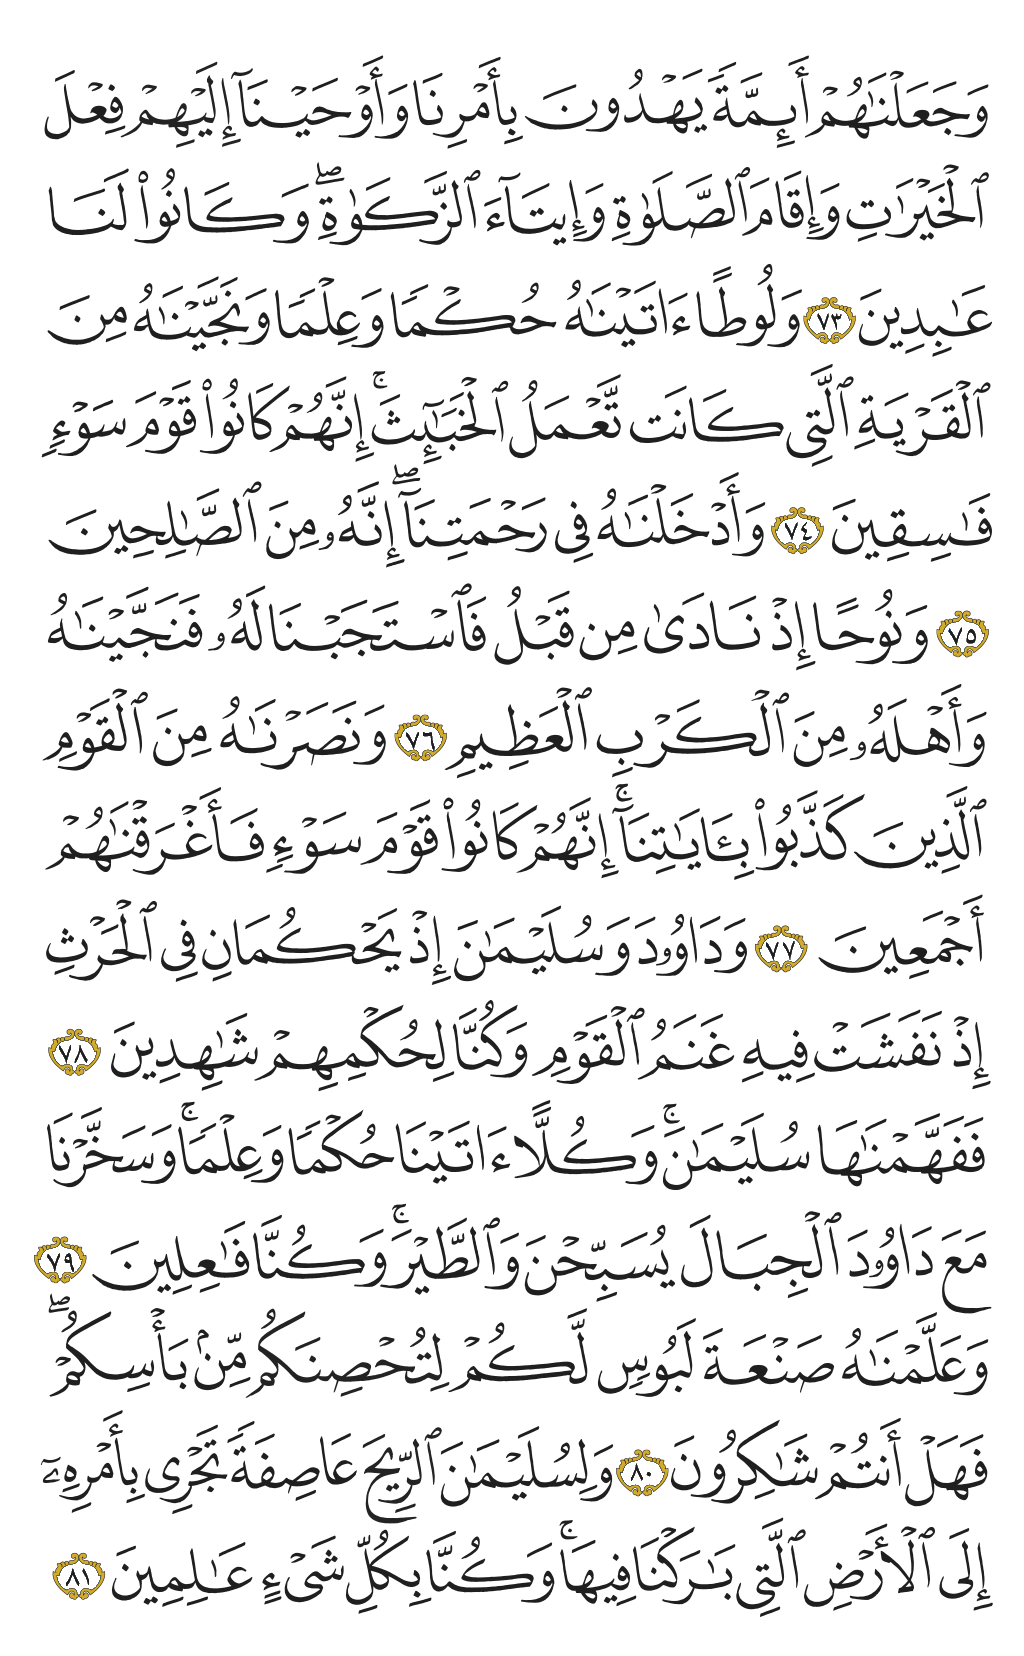 وَجَعَلْنَٰهُمْ أَئِمَّةً يَهْدُونَ بِأَمْرِنَا وَأَوْحَيْنَآ إِلَيْهِمْ فِعْلَ
ٱلْخَيْرَٰتِ وَإِقَامَ ٱلصَّلَوٰةِ وَإِيتَآءَ ٱلزَّكَوٰةِۖ وَكَانُوا۟ لَنَا
عَٰبِدِينَ ٧٣ وَلُوطًا ءَاتَيْنَٰهُ حُكْمًا وَعِلْمًا وَنَجَّيْنَٰهُ مِنَ
ٱلْقَرْيَةِ ٱلَّتِى كَانَت تَّعْمَلُ ٱلْخَبَٰٓئِثَۚ إِنَّهُمْ كَانُوا۟ قَوْمَ سَوْءٍ
فَٰسِقِينَ ٧٤ وَأَدْخَلْنَٰهُ فِى رَحْمَتِنَآۖ إِنَّهُۥ مِنَ ٱلصَّٰلِحِينَ
٧٥ وَنُوحًا إِذْ نَادَىٰ مِن قَبْلُ فَٱسْتَجَبْنَا لَهُۥ فَنَجَّيْنَٰهُ
وَأَهْلَهُۥ مِنَ ٱلْكَرْبِ ٱلْعَظِيمِ ٧٦ وَنَصَرْنَٰهُ مِنَ ٱلْقَوْمِ
ٱلَّذِينَ كَذَّبُوا۟ بِـَٔايَٰتِنَآۚ إِنَّهُمْ كَانُوا۟ قَوْمَ سَوْءٍ فَأَغْرَقْنَٰهُمْ
أَجْمَعِينَ ٧٧ وَدَاوُۥدَ وَسُلَيْمَٰنَ إِذْ يَحْكُمَانِ فِى ٱلْحَرْثِ
إِذْ نَفَشَتْ فِيهِ غَنَمُ ٱلْقَوْمِ وَكُنَّا لِحُكْمِهِمْ شَٰهِدِينَ ٧٨
فَفَهَّمْنَٰهَا سُلَيْمَٰنَۚ وَكُلًّا ءَاتَيْنَا حُكْمًا وَعِلْمًاۚ وَسَخَّرْنَا
مَعَ دَاوُۥدَ ٱلْجِبَالَ يُسَبِّحْنَ وَٱلطَّيْرَۚ وَكُنَّا فَٰعِلِينَ ٧٩
وَعَلَّمْنَٰهُ صَنْعَةَ لَبُوسٍ لَّكُمْ لِتُحْصِنَكُم مِّنۢ بَأْسِكُمْۖ
فَهَلْ أَنتُمْ شَٰكِرُونَ ٨٠ وَلِسُلَيْمَٰنَ ٱلرِّيحَ عَاصِفَةً تَجْرِى بِأَمْرِهِۦٓ
إِلَى ٱلْأَرْضِ ٱلَّتِى بَٰرَكْنَا فِيهَاۚ وَكُنَّا بِكُلِّ شَىْءٍ عَٰلِمِينَ ٨١